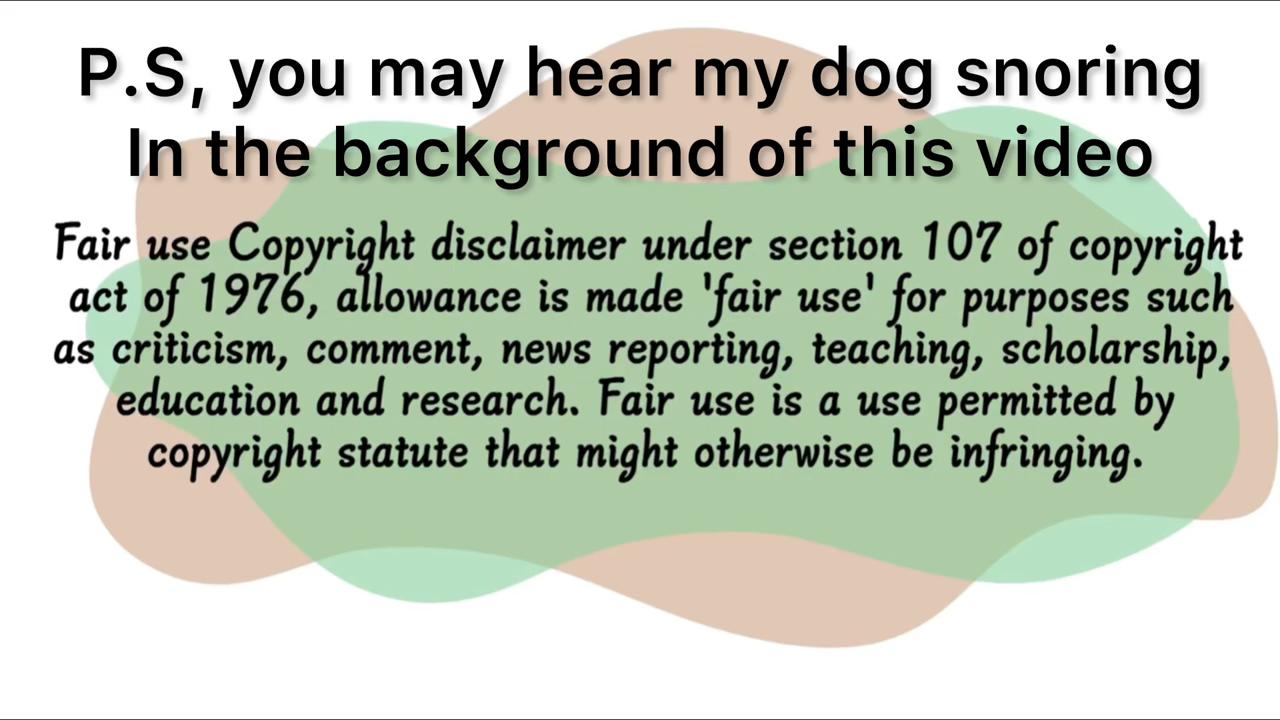 P.S, you may hear my dog snoring
In the background of this video
Fair use Copyright disclaimer under section 107 of copyright
act of 1976, allowance is made 'fair use' for purposes such
as criticism, comment, news reporting, teaching, scholarship,
education and research. Fair use is a use permitted by
copyright statute that might otherwise be infringing.